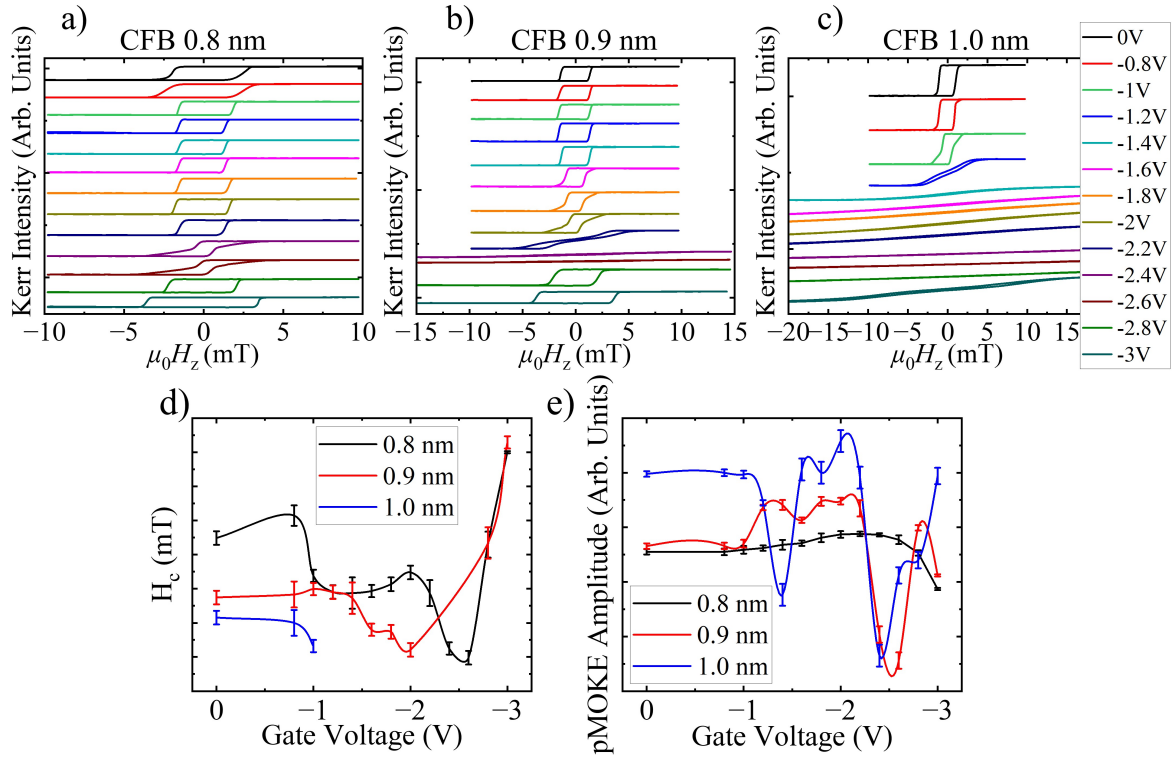 a)
CFB 0.8 nm
Kerr Intensity (Arb. Units)
−10 −5 0 5 10
μ₀H_z (mT)
b)
CFB 0.9 nm
Kerr Intensity (Arb. Units)
−15 −10 −5 0 5 10 15
μ₀H_z (mT)
c)
CFB 1.0 nm
Kerr Intensity (Arb. Units)
−20 −15 −10 −5 0 5 10 15
μ₀H_z (mT)
0V
-0.8V
-1V
-1.2V
-1.4V
-1.6V
-1.8V
-2V
-2.2V
-2.4V
-2.6V
-2.8V
-3V
d)
H_c (mT)
0.8 nm
0.9 nm
1.0 nm
0 −1 −2 −3
Gate Voltage (V)
e)
pMOKE Amplitude (Arb. Units)
0.8 nm
0.9 nm
1.0 nm
0 −1 −2 −3
Gate Voltage (V)